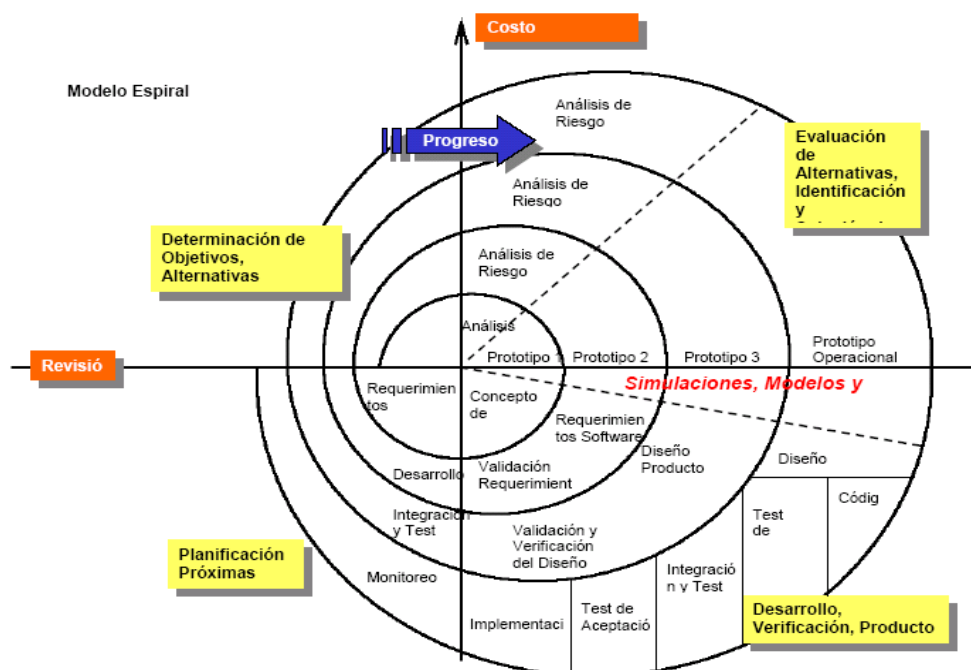 Costo
Modelo Espiral
Análisis de
Riesgo
Progreso
Evaluación
de
Alternativas,
Identificación
y
Análisis de
Riesgo
Determinación de
Objetivos,
Alternativas
Análisis de
Riesgo
Análisis
Prototipo 1
Prototipo 2
Prototipo 3
Prototipo
Operacional
Revisió
Simulaciones, Modelos y
Requerimien
tos
Concepto
de
Requerimien
tos Software
Diseño
Producto
Diseño
Desarrollo
Validación
Requerimient
Códig
Integración
y Test
Test
de
Validación y
Verificación
del Diseño
Planificación
Próximas
Monitoreo
Integració
n y Test
Implementaci
Test de
Aceptació
Desarrollo,
Verificación, Producto